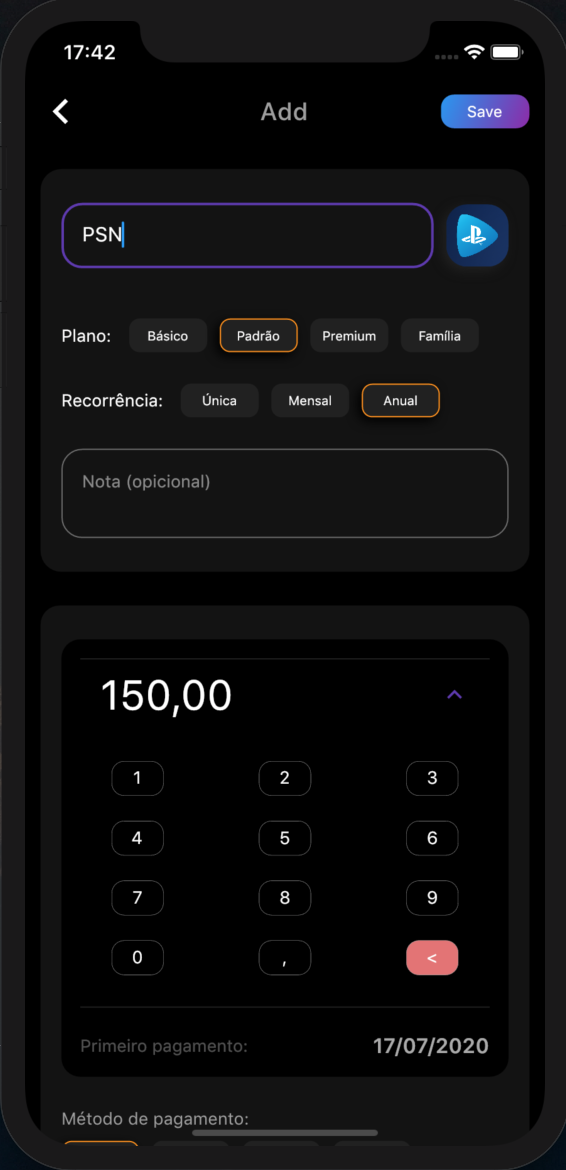 17:42
Add
Save
PSN
Plano: Básico Padrão Premium Família
Recorrência: Única Mensal Anual
Nota (opicional)
150,00
1 2 3
4 5 6
7 8 9
0 , <
Primeiro pagamento: 17/07/2020
Método de pagamento: